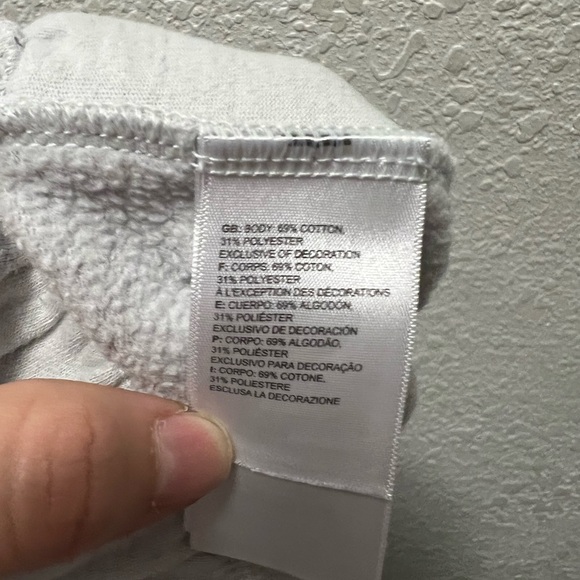 GB: BODY: 69% COTTON,
31% POLYESTER
EXCLUSIVE OF DECORATION
F: CORPS: 69% COTON,
31% POLYESTER
À L'EXCEPTION DES DÉCORATIONS
E: CUERPO: 69% ALGODÓN,
31% POLIÉSTER
EXCLUSIVO DE DECORACIÓN
P: CORPO: 69% ALGODÃO,
31% POLIÉSTER
EXCLUSIVO PARA DECORAÇÃO
I: CORPO: 69% COTONE,
31% POLIESTERE
ESCLUSA LA DECORAZIONE